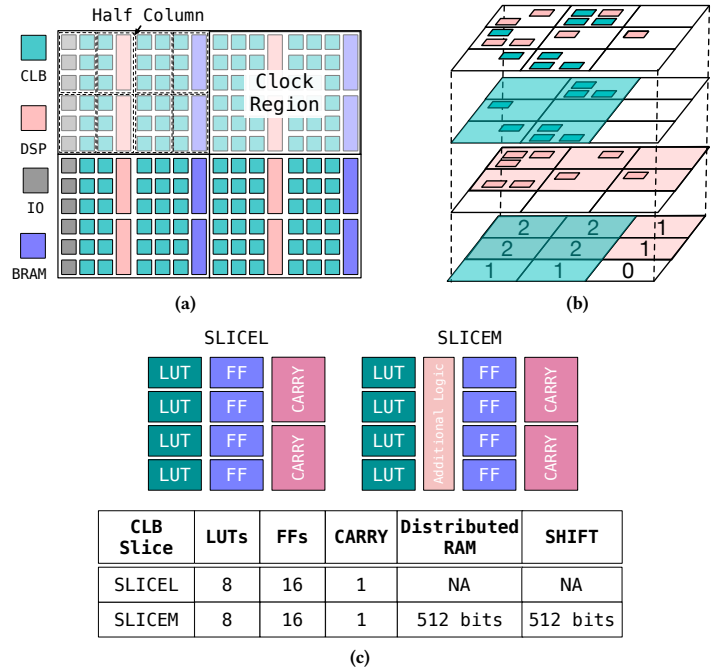 Half Column
CLB
DSP
IO
BRAM
Clock
Region
(a)
2 2 1
2 2 1
1 1 0
(b)
SLICEL SLICEM
LUT FF CARRY LUT Additional Logic FF CARRY
LUT FF LUT FF
LUT FF CARRY LUT FF CARRY
LUT FF LUT FF
CLB Slice LUTs FFs CARRY Distributed RAM SHIFT
SLICEL 8 16 1 NA NA
SLICEM 8 16 1 512 bits 512 bits
(c)